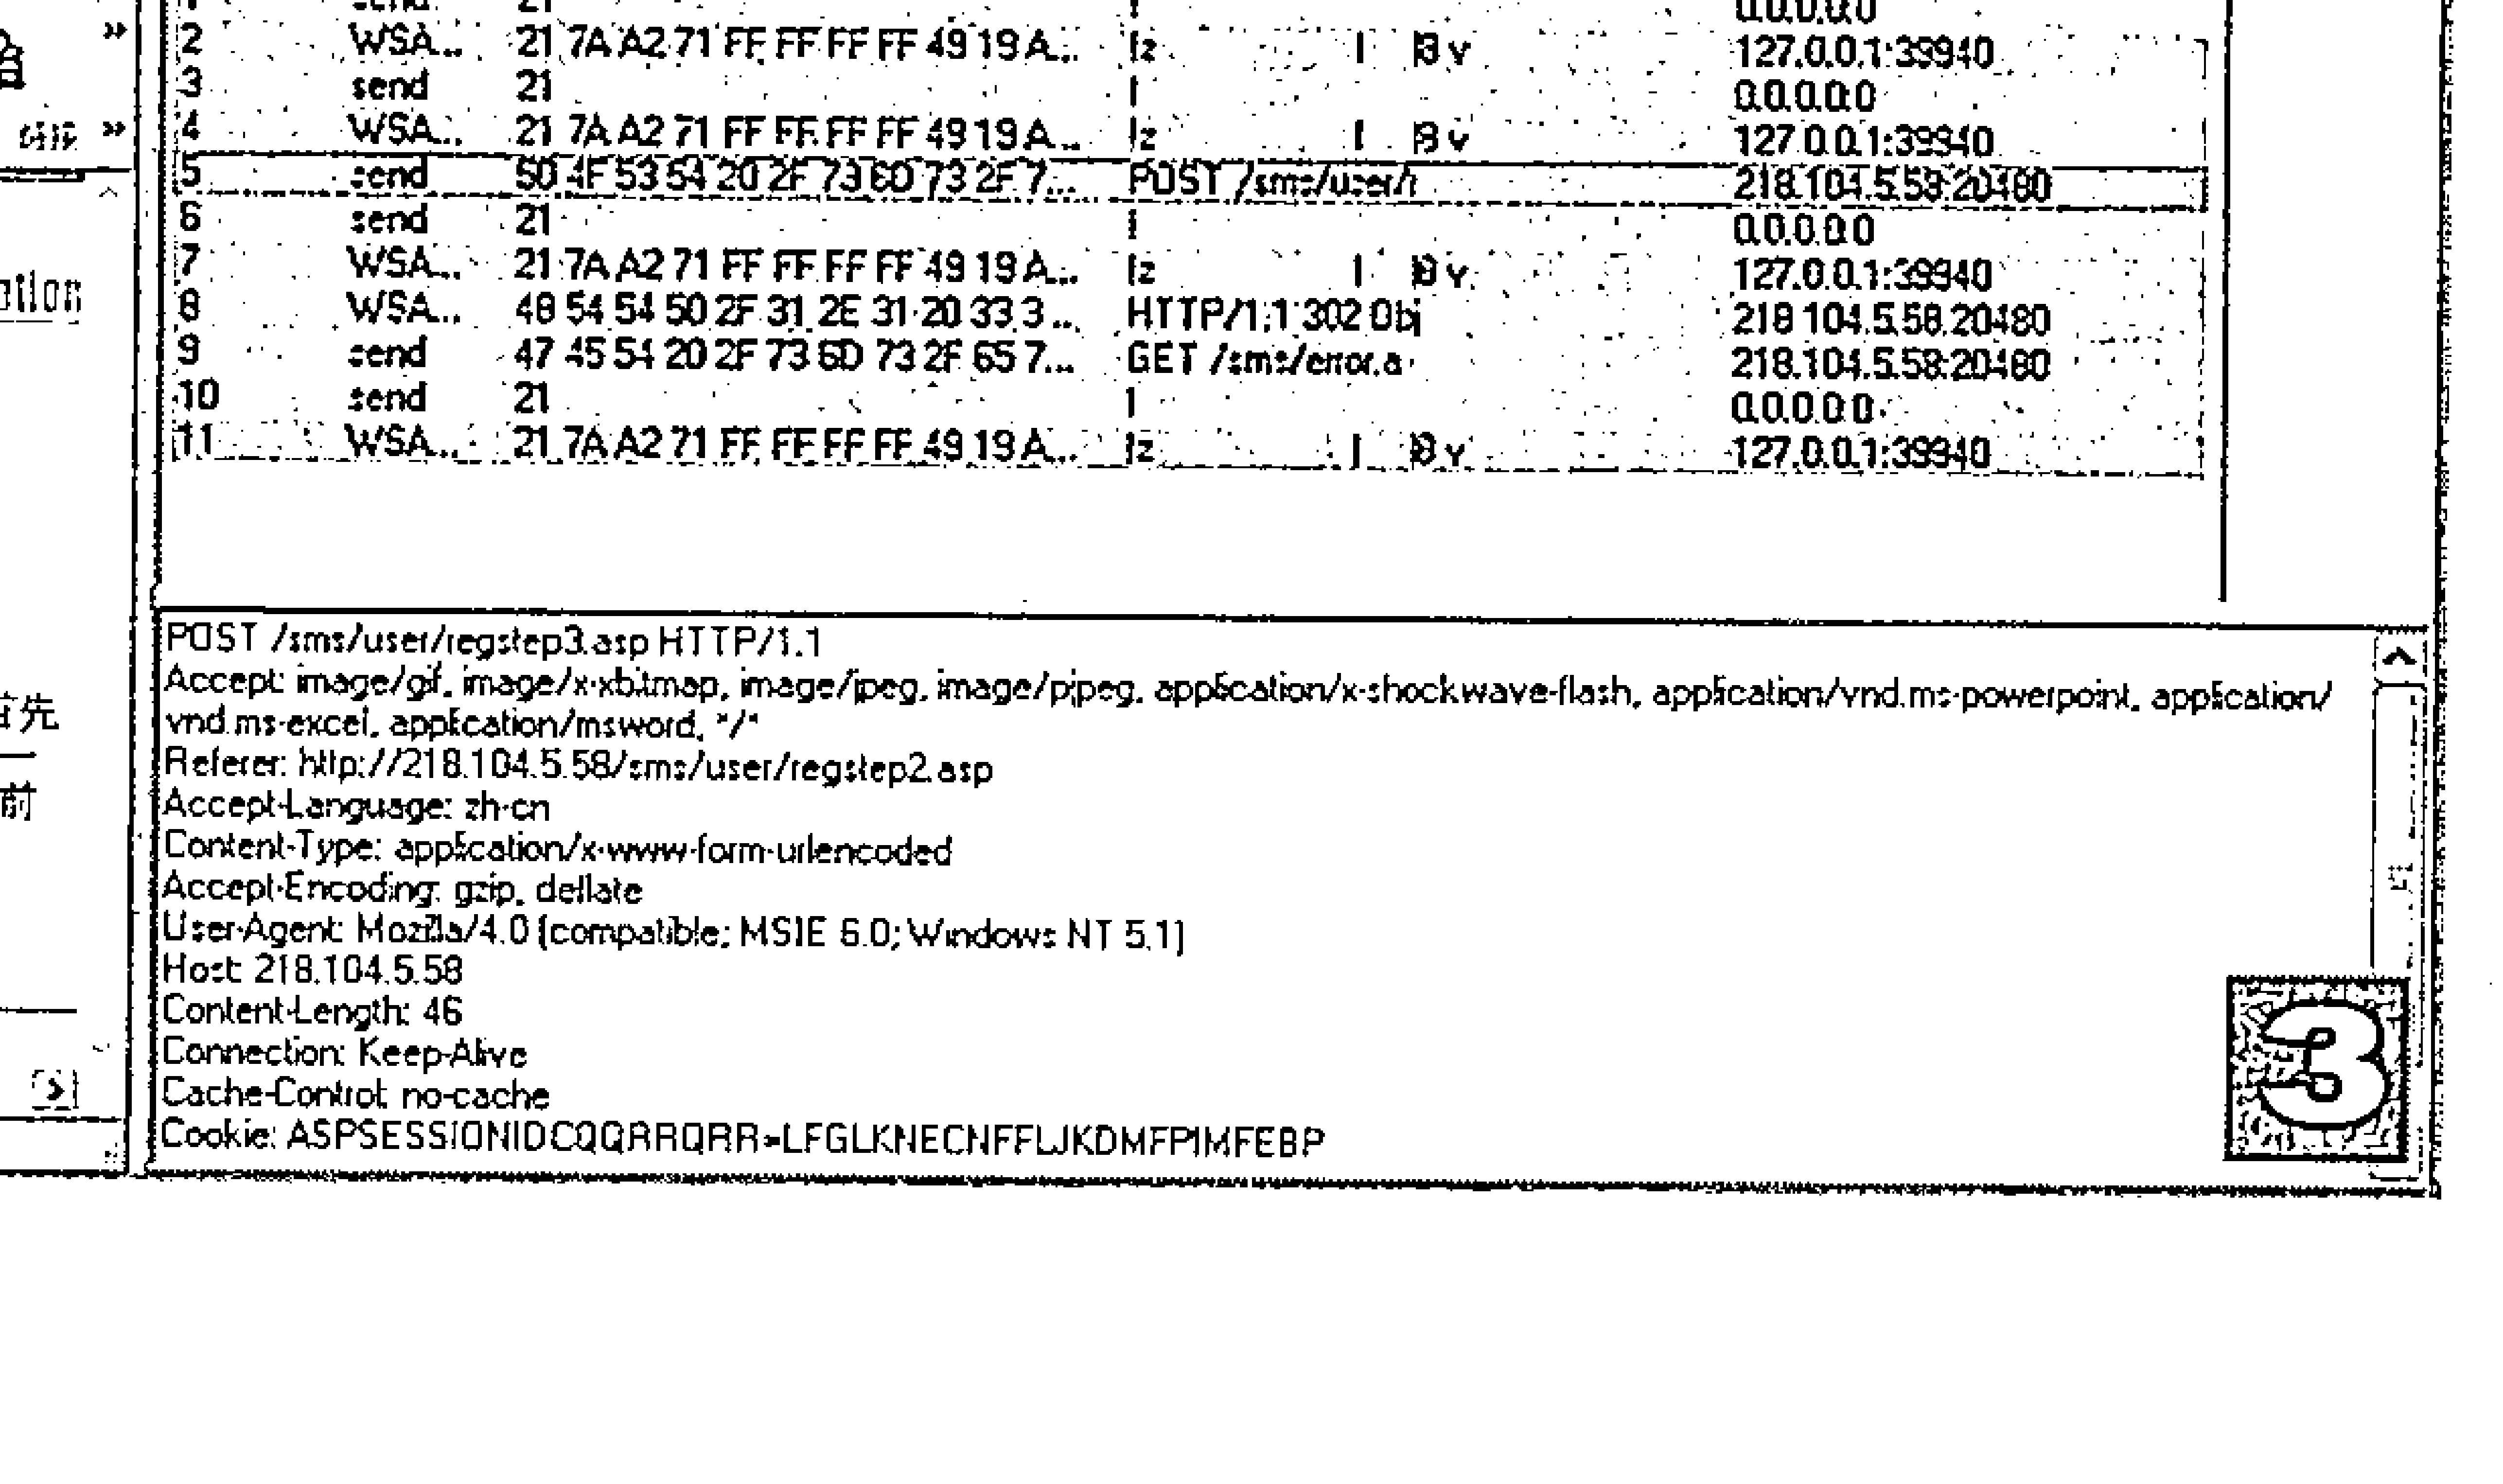 send 21 ! 0.0.0.0:0
2 WSA... 21 7A A2 71 FF FF FF FF 49 19 A... !z I B v 127.0.0.1:39940
3 send 21 ! 0.0.0.0:0
4 WSA... 21 7A A2 71 FF FF FF FF 49 19 A... !z I B v 127.0.0.1:39940
5 send 50 4F 53 54 20 2F 73 6D 73 2F 7... POST /sms/user/r 218.104.5.58:20480
6 send 21 ! 0.0.0.0:0
7 WSA... 21 7A A2 71 FF FF FF FF 49 19 A... !z I B v 127.0.0.1:39940
8 WSA... 48 54 54 50 2F 31 2E 31 20 33 3... HTTP/1.1 302 Obj 218.104.5.58:20480
9 send 47 45 54 20 2F 73 6D 73 2F 65 7... GET /sms/error.a 218.104.5.58:20480
10 send 21 ! 0.0.0.0:0
11 WSA... 21 7A A2 71 FF FF FF FF 49 19 A... !z I B v 127.0.0.1:39940
POST /sms/user/regstep3.asp HTTP/1.1
Accept: image/gif, image/x-xbitmap, image/jpeg, image/pjpeg, application/x-shockwave-flash, application/vnd.ms-powerpoint, application/
vnd.ms-excel, application/msword, */*
Referer: http://218.104.5.58/sms/user/regstep2.asp
Accept-Language: zh-cn
Content-Type: application/x-www-form-urlencoded
Accept-Encoding: gzip, deflate
User-Agent: Mozilla/4.0 (compatible; MSIE 6.0; Windows NT 5.1)
Host: 218.104.5.58
Content-Length: 46
Connection: Keep-Alive
Cache-Control: no-cache
Cookie: ASPSESSIONIDCQQRRQRR=LFGLKNECNFFLJKDMFPIMFEBP
3
先
前